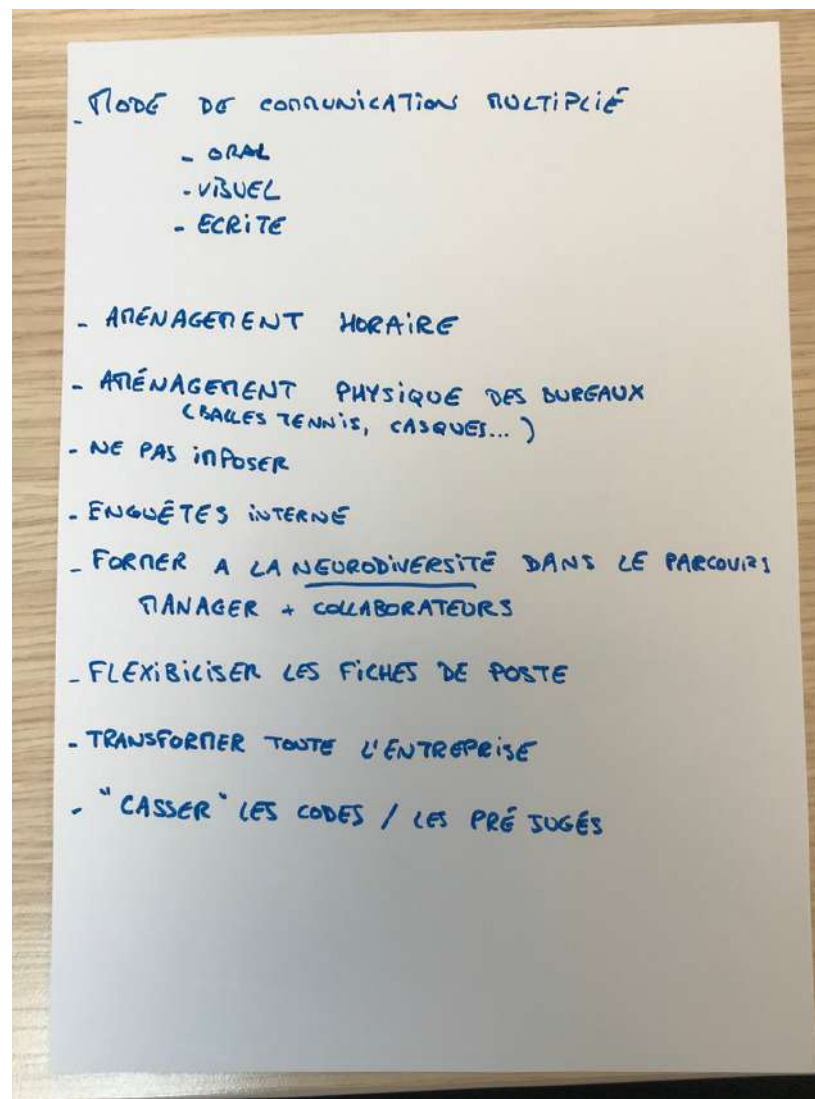 - MODE DE COMMUNICATION MULTIPLIÉ
- ORAL
- VISUEL
- ECRITE
- AMÉNAGEMENT HORAIRE
- AMÉNAGEMENT PHYSIQUE DES BUREAUX
(BALLES TENNIS, CASQUES...)
- NE PAS IMPOSER
- ENQUÊTES INTERNE
- FORMER A LA NEURODIVERSITÉ DANS LE PARCOURS
MANAGER + COLLABORATEURS
- FLEXIBILISER LES FICHES DE POSTE
- TRANSFORMER TOUTE L'ENTREPRISE
- "CASSER" LES CODES / LES PRÉ JUGÉS